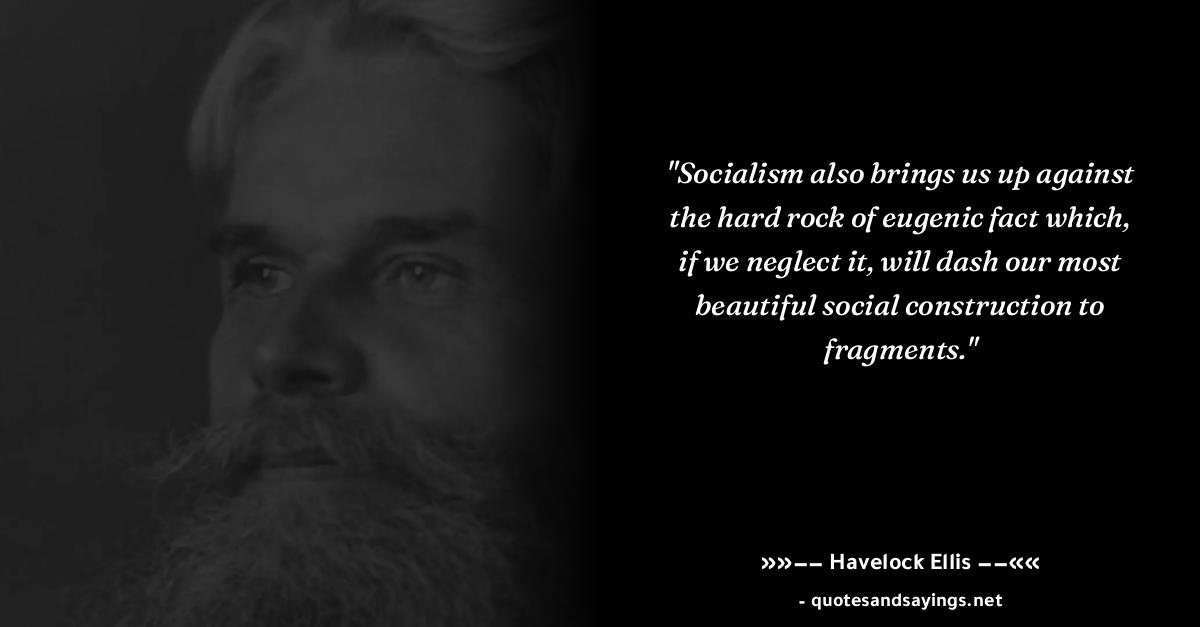 "Socialism also brings us up against
the hard rock of eugenic fact which,
if we neglect it, will dash our most
beautiful social construction to
fragments."
»»−− Havelock Ellis −−««
- quotesandsayings.net